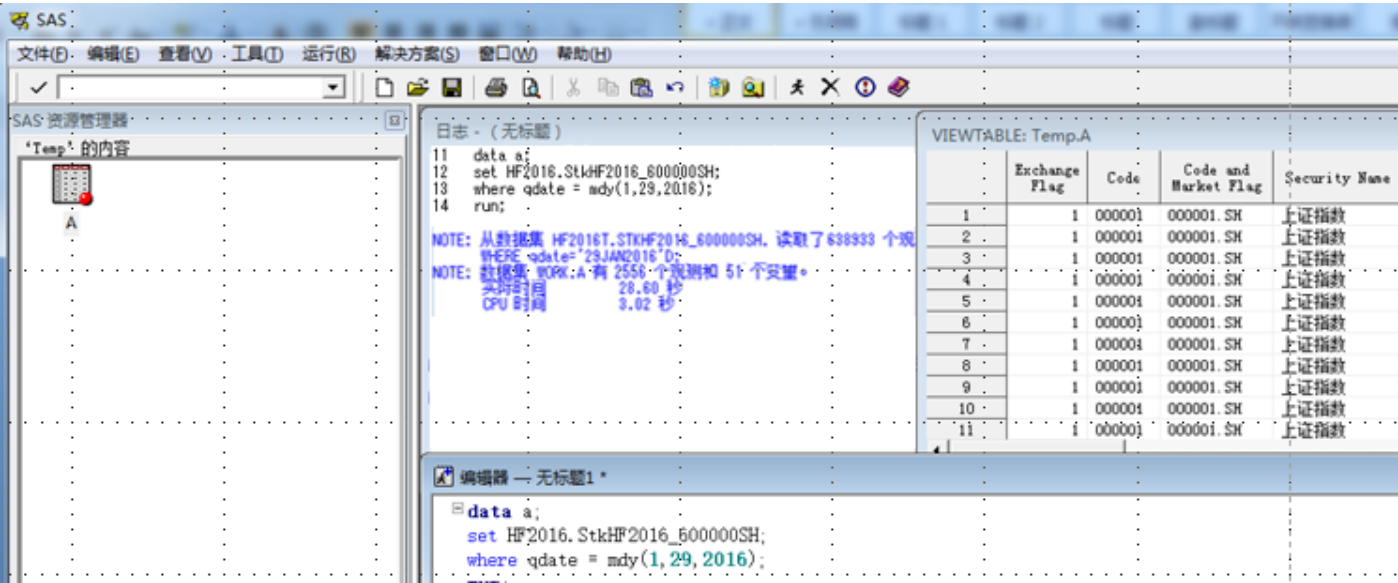 SAS
文件(F) 编辑(E) 查看(V) 工具(T) 运行(R) 解决方案(S) 窗口(W) 帮助(H)
SAS 资源管理器
'Temp' 的内容
A
日志 - (无标题)
11 data a;
12 set HF2016.StkHF2016_600000SH;
13 where qdate = mdy(1,29,2016);
14 run;
NOTE: 从数据集 HF2016T.STKHF2016_600000SH. 读取了638933 个观
WHERE qdate='29JAN2016'D;
NOTE: 数据集 WORK.A 有 2556 个观测和 51 个变量。
实际时间 28.60 秒
CPU 时间 3.02 秒
VIEWTABLE: Temp.A
Exchange Flag Code Code and Market Flag Security Name
1 1 000001 000001.SH 上证指数
2 1 000001 000001.SH 上证指数
3 1 000001 000001.SH 上证指数
4 1 000001 000001.SH 上证指数
5 1 000001 000001.SH 上证指数
6 1 000001 000001.SH 上证指数
7 1 000001 000001.SH 上证指数
8 1 000001 000001.SH 上证指数
9 1 000001 000001.SH 上证指数
10 1 000001 000001.SH 上证指数
11 1 000001 000001.SH 上证指数
编辑器 — 无标题1 *
data a;
set HF2016.StkHF2016_600000SH;
where qdate = mdy(1,29,2016);